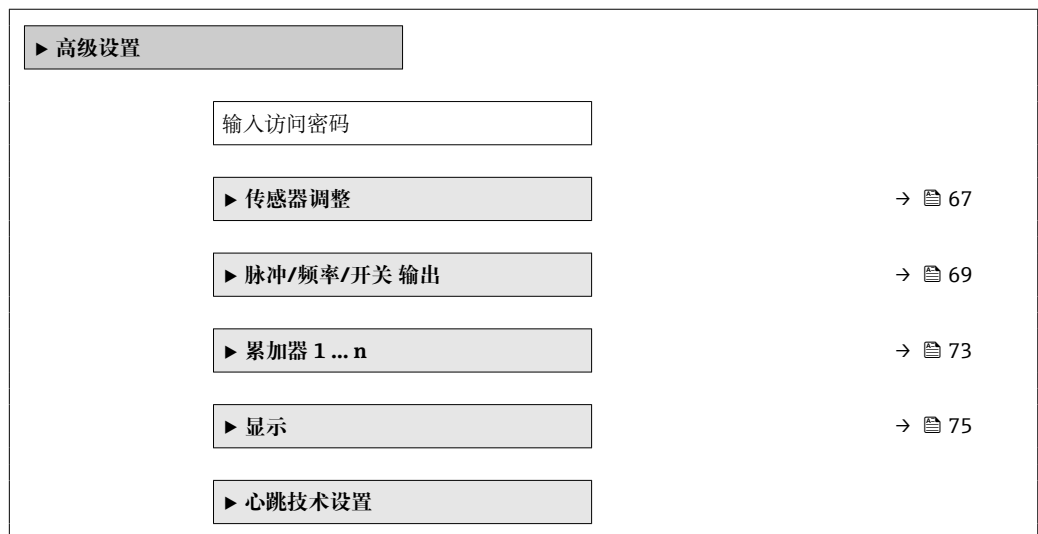 ▶ 高级设置
输入访问密码
▶ 传感器调整 → 🖹 67
▶ 脉冲/频率/开关 输出 → 🖹 69
▶ 累加器 1 ... n → 🖹 73
▶ 显示 → 🖹 75
▶ 心跳技术设置